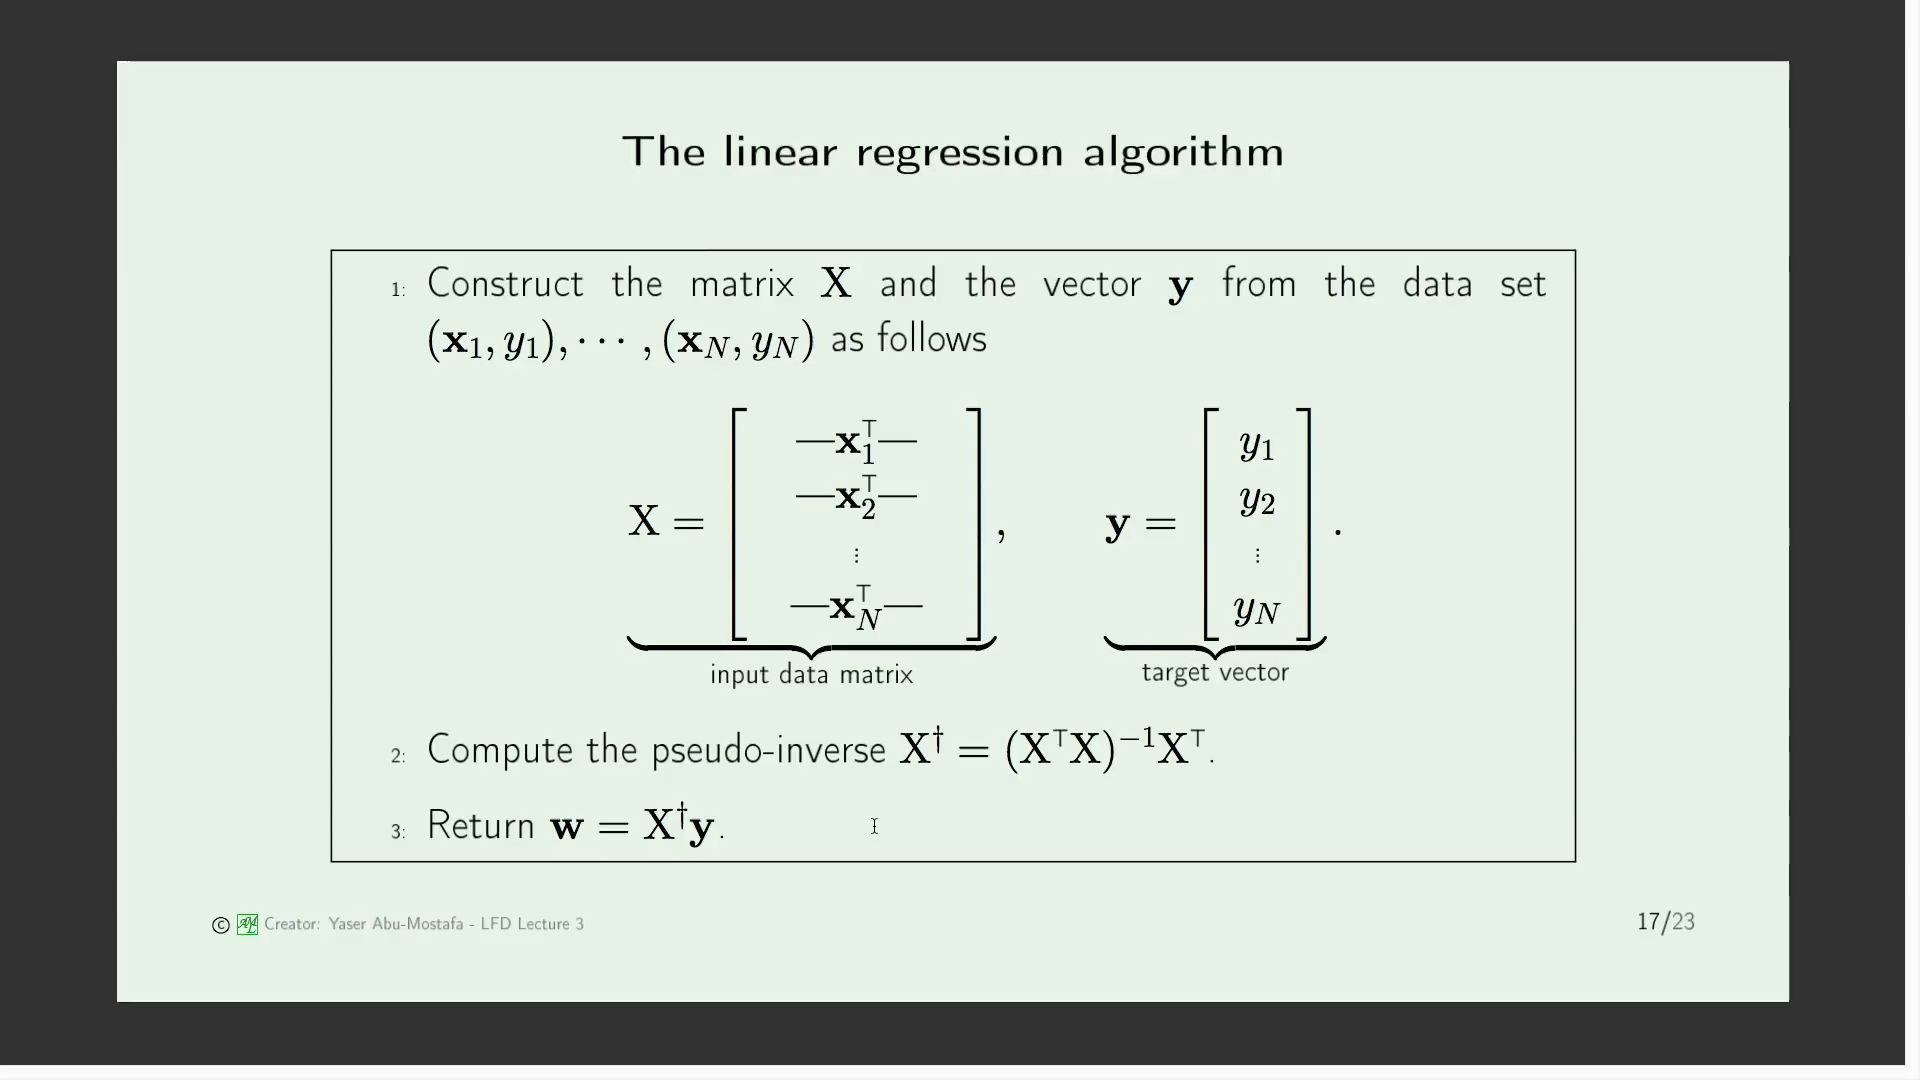 The linear regression algorithm
1: Construct the matrix X and the vector y from the data set
(x₁, y₁), · · · , (x_N, y_N) as follows
X = [ —x₁ᵀ— —x₂ᵀ— ⋮ —x_Nᵀ— ], y = [ y₁ y₂ ⋮ y_N ].
input data matrix target vector
2: Compute the pseudo-inverse X† = (XᵀX)⁻¹Xᵀ.
3: Return w = X†y.
© AML Creator: Yaser Abu-Mostafa - LFD Lecture 3 17/23